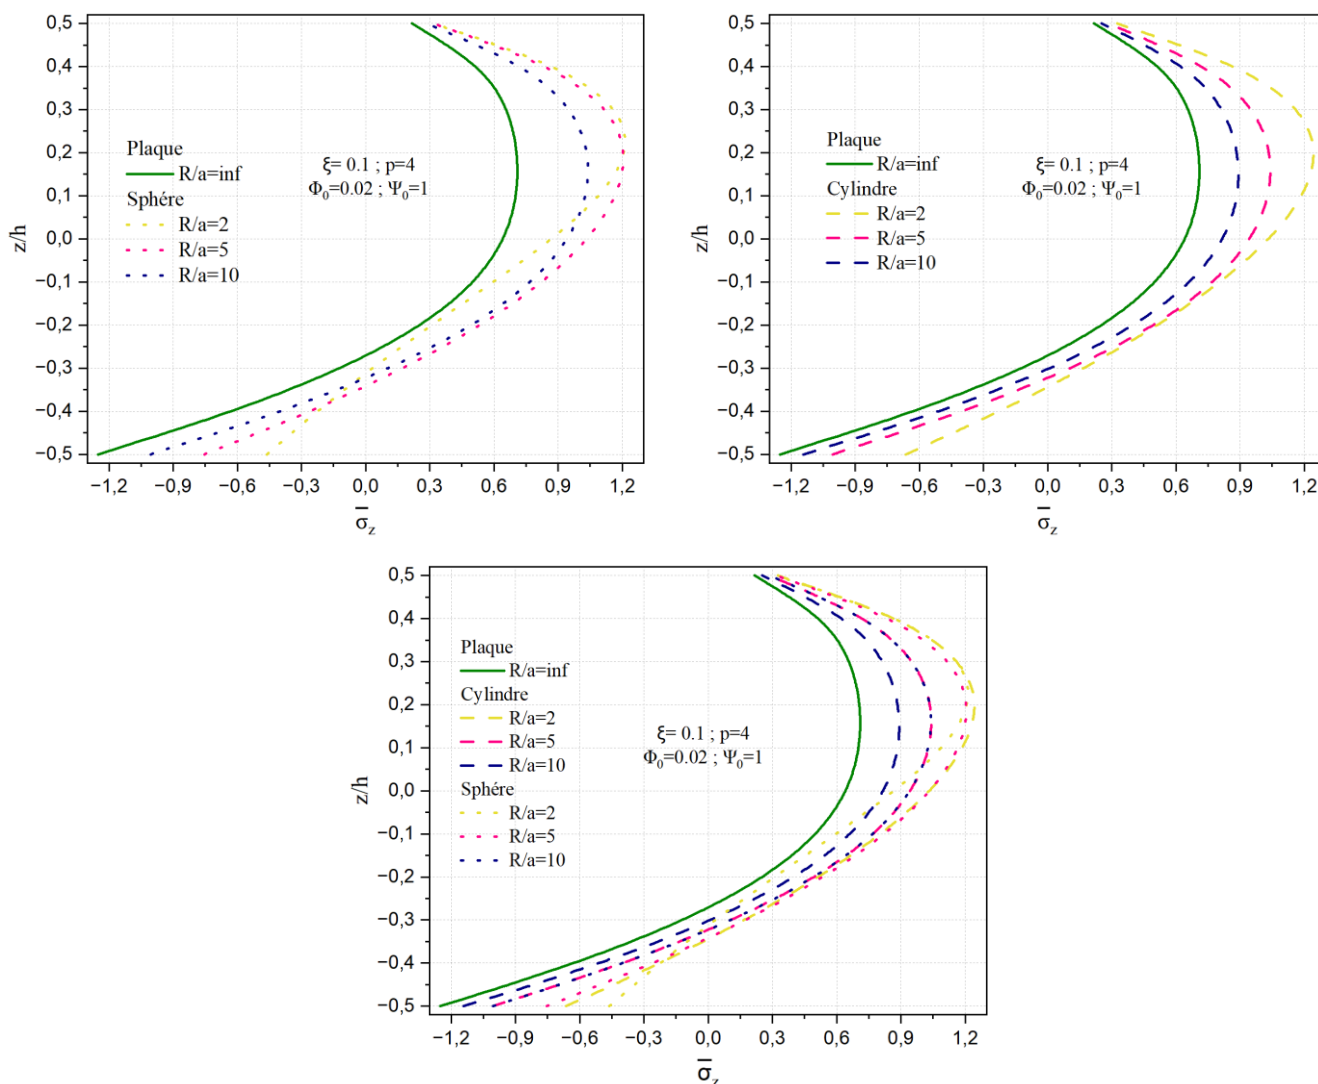 0,5
0,4
0,3
0,2
0,1
0,0
−0,1
−0,2
−0,3
−0,4
−0,5
z/h
Plaque
R/a=inf
Sphére
R/a=2
R/a=5
R/a=10
ξ= 0.1 ; p=4
Φ₀=0.02 ; Ψ₀=1
−1,2 −0,9 −0,6 −0,3 0,0 0,3 0,6 0,9 1,2
σ̅z
0,5
0,4
0,3
0,2
0,1
0,0
−0,1
−0,2
−0,3
−0,4
−0,5
z/h
Plaque
R/a=inf
Cylindre
R/a=2
R/a=5
R/a=10
ξ= 0.1 ; p=4
Φ₀=0.02 ; Ψ₀=1
−1,2 −0,9 −0,6 −0,3 0,0 0,3 0,6 0,9 1,2
σ̅z
0,5
0,4
0,3
0,2
0,1
0,0
−0,1
−0,2
−0,3
−0,4
−0,5
z/h
Plaque
R/a=inf
Cylindre
R/a=2
R/a=5
R/a=10
Sphére
R/a=2
R/a=5
R/a=10
ξ= 0.1 ; p=4
Φ₀=0.02 ; Ψ₀=1
−1,2 −0,9 −0,6 −0,3 0,0 0,3 0,6 0,9 1,2
σ̅z